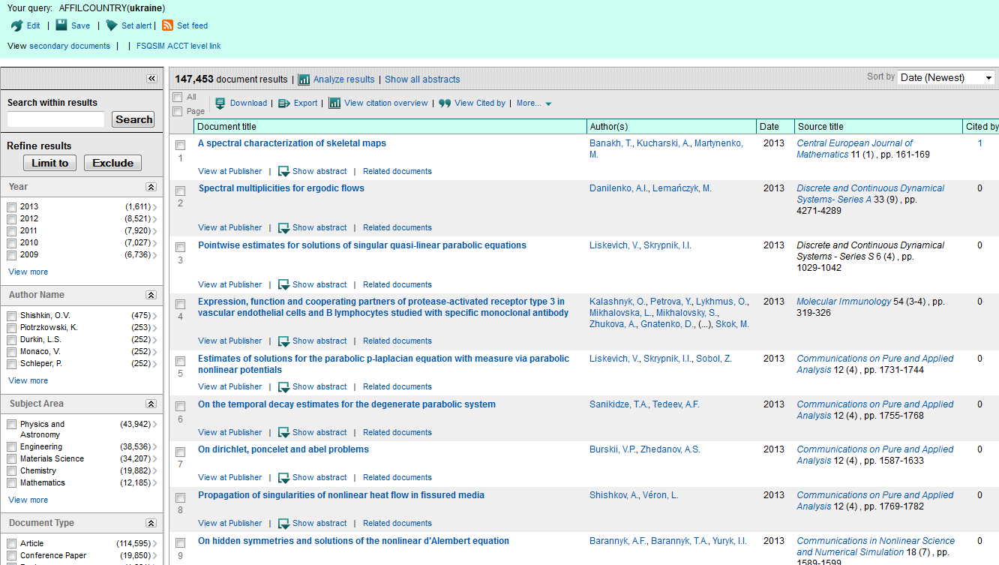 Your query: AFFILCOUNTRY(ukraine)
Edit | Save | Set alert | Set feed
View secondary documents | | FSQSIM ACCT level link
«
Search within results
Search
Refine results
Limit to Exclude
Year
2013 (1,611)
2012 (8,521)
2011 (7,920)
2010 (7,027)
2009 (6,736)
View more
Author Name
Shishkin, O.V. (475)
Piotrzkowski, K. (253)
Durkin, L.S. (252)
Monaco, V. (252)
Schleper, P. (252)
View more
Subject Area
Physics and
Astronomy (43,942)
Engineering (38,536)
Materials Science (34,207)
Chemistry (19,882)
Mathematics (12,185)
View more
Document Type
Article (114,595)
Conference Paper (19,850)
147,453 document results | Analyze results | Show all abstracts
Sort by Date (Newest)
All
Page
Download | Export | View citation overview | View Cited by | More...
Document title Author(s) Date Source title Cited by
1
A spectral characterization of skeletal maps
Banakh, T., Kucharski, A., Martynenko,
M.
2013
Central European Journal of
Mathematics 11 (1) , pp. 161-169
1
View at Publisher | Show abstract | Related documents
2
Spectral multiplicities for ergodic flows
Danilenko, A.I., Lemańczyk, M.
2013
Discrete and Continuous Dynamical
Systems- Series A 33 (9) , pp.
4271-4289
0
View at Publisher | Show abstract | Related documents
3
Pointwise estimates for solutions of singular quasi-linear parabolic equations
Liskevich, V., Skrypnik, I.I.
2013
Discrete and Continuous Dynamical
Systems - Series S 6 (4) , pp.
1029-1042
0
View at Publisher | Show abstract | Related documents
4
Expression, function and cooperating partners of protease-activated receptor type 3 in
vascular endothelial cells and B lymphocytes studied with specific monoclonal antibody
Kalashnyk, O., Petrova, Y., Lykhmus, O.,
Mikhalovska, L., Mikhalovsky, S.,
Zhukova, A., Gnatenko, D., (...), Skok, M.
2013
Molecular Immunology 54 (3-4) , pp.
319-326
0
View at Publisher | Show abstract | Related documents
5
Estimates of solutions for the parabolic p-laplacian equation with measure via parabolic
nonlinear potentials
Liskevich, V., Skrypnik, I.I., Sobol, Z.
2013
Communications on Pure and Applied
Analysis 12 (4) , pp. 1731-1744
0
View at Publisher | Show abstract | Related documents
6
On the temporal decay estimates for the degenerate parabolic system
Sanikidze, T.A., Tedeev, A.F.
2013
Communications on Pure and Applied
Analysis 12 (4) , pp. 1755-1768
0
View at Publisher | Show abstract | Related documents
7
On dirichlet, poncelet and abel problems
Burskii, V.P., Zhedanov, A.S.
2013
Communications on Pure and Applied
Analysis 12 (4) , pp. 1587-1633
0
View at Publisher | Show abstract | Related documents
8
Propagation of singularities of nonlinear heat flow in fissured media
Shishkov, A., Véron, L.
2013
Communications on Pure and Applied
Analysis 12 (4) , pp. 1769-1782
0
View at Publisher | Show abstract | Related documents
9
On hidden symmetries and solutions of the nonlinear d'Alembert equation
Barannyk, A.F., Barannyk, T.A., Yuryk, I.I.
2013
Communications in Nonlinear Science
and Numerical Simulation 18 (7) , pp.
1589-1599
0